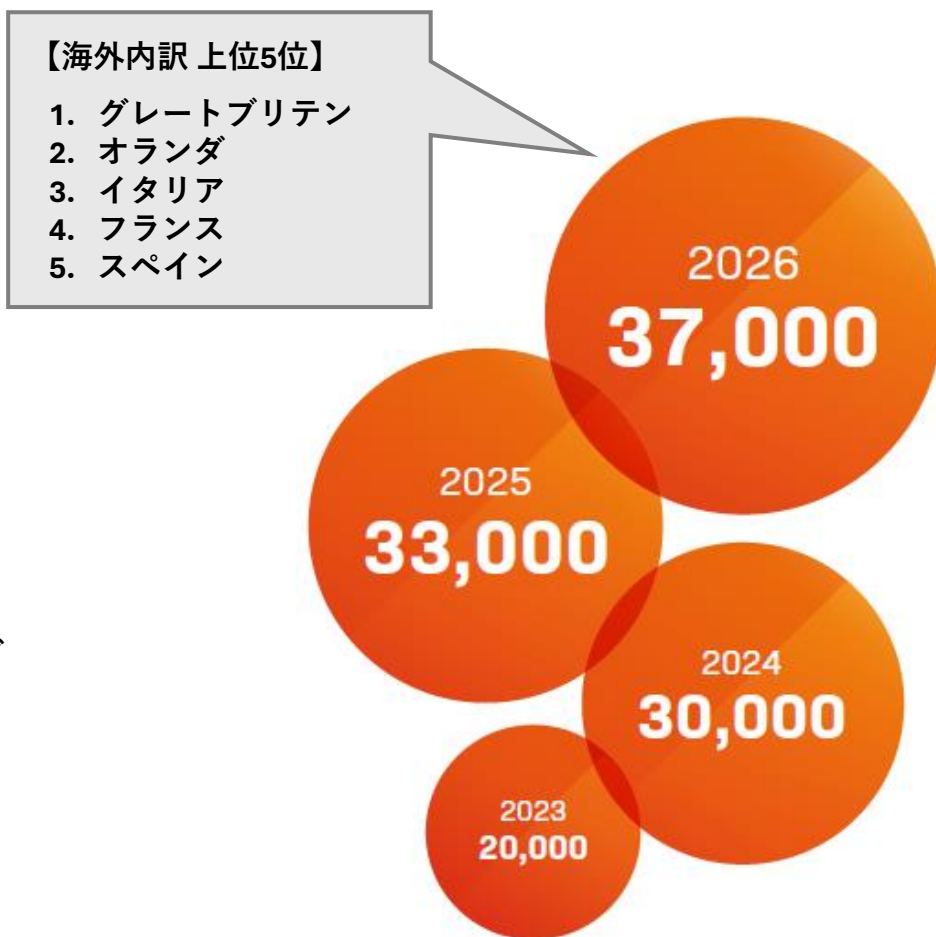 【海外内訳 上位5位】
1. グレートブリテン
2. オランダ
3. イタリア
4. フランス
5. スペイン
2026
37,000
2025
33,000
、
2024
30,000
2023
20,000